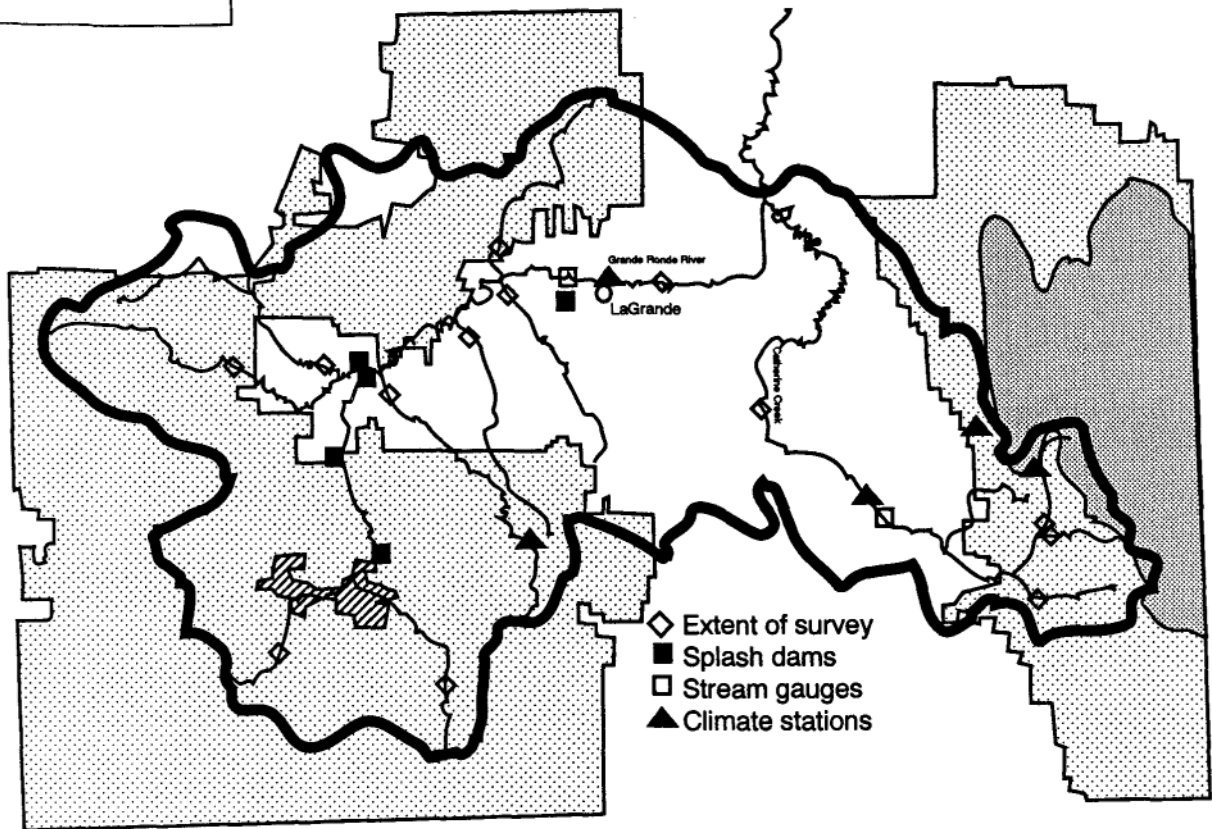 Grande Ronde River
LaGrande
Catherine Creek
Extent of survey
Splash dams
Stream gauges
Climate stations